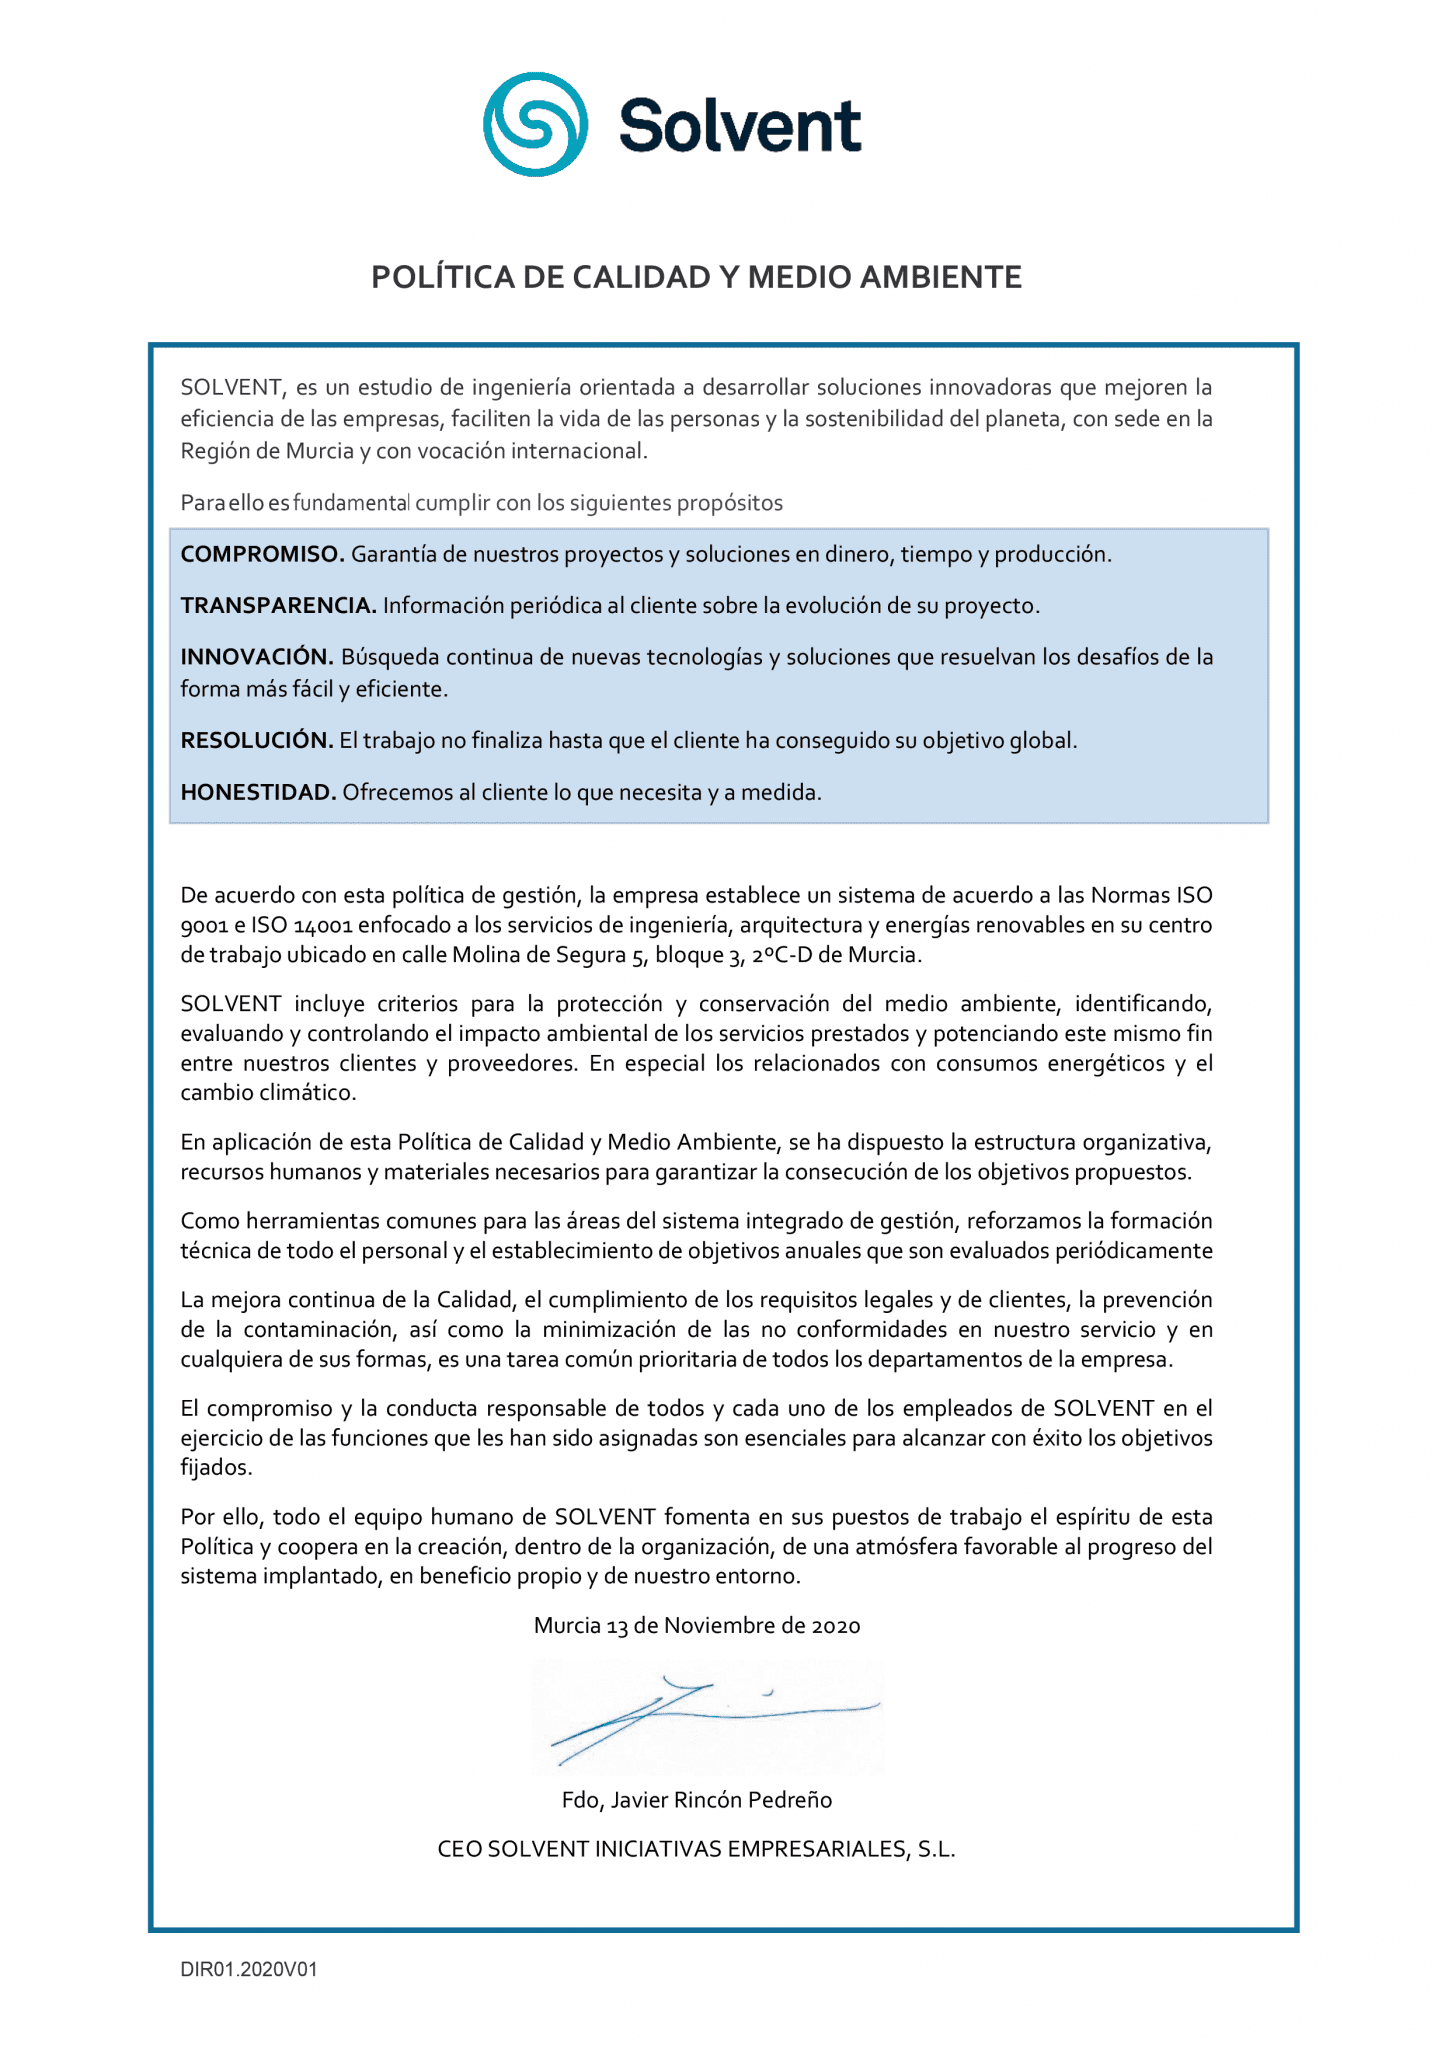 Solvent
POLÍTICA DE CALIDAD Y MEDIO AMBIENTE
SOLVENT, es un estudio de ingeniería orientada a desarrollar soluciones innovadoras que mejoren la
eficiencia de las empresas, faciliten la vida de las personas y la sostenibilidad del planeta, con sede en la
Región de Murcia y con vocación internacional.
Para ello es fundamental cumplir con los siguientes propósitos
COMPROMISO. Garantía de nuestros proyectos y soluciones en dinero, tiempo y producción.
TRANSPARENCIA. Información periódica al cliente sobre la evolución de su proyecto.
INNOVACIÓN. Búsqueda continua de nuevas tecnologías y soluciones que resuelvan los desafíos de la
forma más fácil y eficiente.
RESOLUCIÓN. El trabajo no finaliza hasta que el cliente ha conseguido su objetivo global.
HONESTIDAD. Ofrecemos al cliente lo que necesita y a medida.
De acuerdo con esta política de gestión, la empresa establece un sistema de acuerdo a las Normas ISO
9001 e ISO 14001 enfocado a los servicios de ingeniería, arquitectura y energías renovables en su centro
de trabajo ubicado en calle Molina de Segura 5, bloque 3, 2ºC-D de Murcia.
SOLVENT incluye criterios para la protección y conservación del medio ambiente, identificando,
evaluando y controlando el impacto ambiental de los servicios prestados y potenciando este mismo fin
entre nuestros clientes y proveedores. En especial los relacionados con consumos energéticos y el
cambio climático.
En aplicación de esta Política de Calidad y Medio Ambiente, se ha dispuesto la estructura organizativa,
recursos humanos y materiales necesarios para garantizar la consecución de los objetivos propuestos.
Como herramientas comunes para las áreas del sistema integrado de gestión, reforzamos la formación
técnica de todo el personal y el establecimiento de objetivos anuales que son evaluados periódicamente
La mejora continua de la Calidad, el cumplimiento de los requisitos legales y de clientes, la prevención
de la contaminación, así como la minimización de las no conformidades en nuestro servicio y en
cualquiera de sus formas, es una tarea común prioritaria de todos los departamentos de la empresa.
El compromiso y la conducta responsable de todos y cada uno de los empleados de SOLVENT en el
ejercicio de las funciones que les han sido asignadas son esenciales para alcanzar con éxito los objetivos
fijados.
Por ello, todo el equipo humano de SOLVENT fomenta en sus puestos de trabajo el espíritu de esta
Política y coopera en la creación, dentro de la organización, de una atmósfera favorable al progreso del
sistema implantado, en beneficio propio y de nuestro entorno.
Murcia 13 de Noviembre de 2020
Fdo, Javier Rincón Pedreño
CEO SOLVENT INICIATIVAS EMPRESARIALES, S.L.
DIR01.2020V01